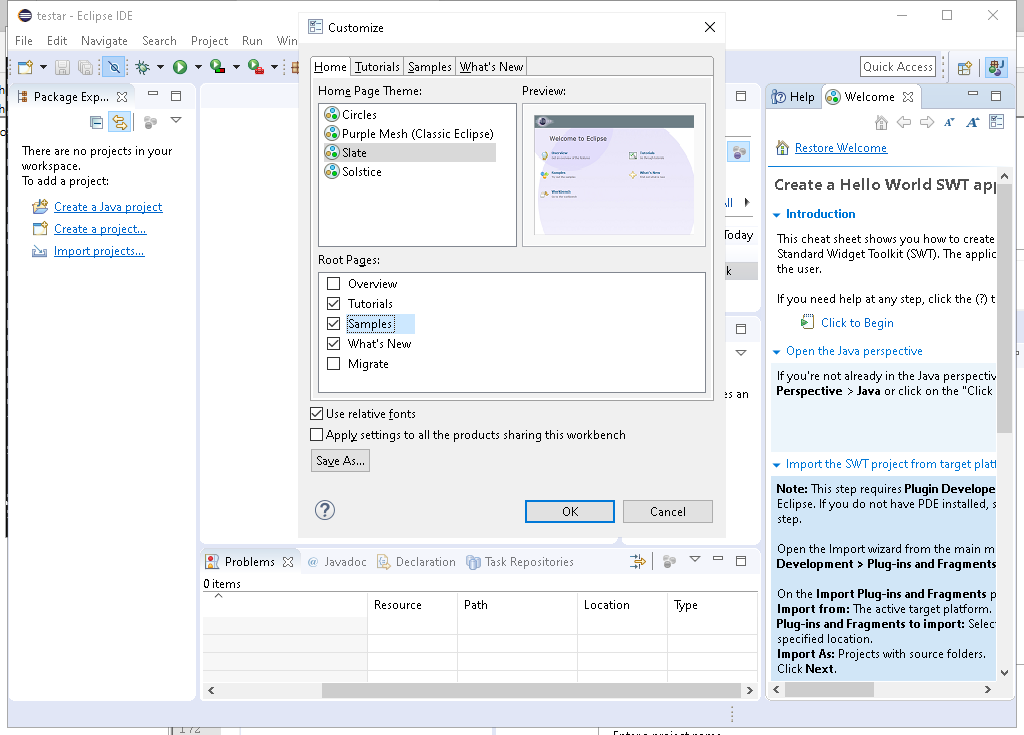 testar - Eclipse IDE
File Edit Navigate Search Project Run Win
Quick Access
Package Exp...
There are no projects in your
workspace.
To add a project:
Create a Java project
Create a project...
Import projects...
Customize
Home Tutorials Samples What's New
Home Page Theme:
Circles
Purple Mesh (Classic Eclipse)
Slate
Solstice
Preview:
Welcome to Eclipse
Overview
Tutorials
Samples
What's New
Workbench
Root Pages:
Overview
Tutorials
Samples
What's New
Migrate
Use relative fonts
Apply settings to all the products sharing this workbench
Save As...
OK Cancel
Today
es an
Help Welcome
Restore Welcome
Create a Hello World SWT app
Introduction
This cheat sheet shows you how to create
Standard Widget Toolkit (SWT). The applic
the user.
If you need help at any step, click the (?) t
Click to Begin
Open the Java perspective
If you're not already in the Java perspectiv
Perspective > Java or click on the "Click
Import the SWT project from target platf
Note: This step requires Plugin Develope
Eclipse. If you do not have PDE installed, s
step.
Open the Import wizard from the main m
Development > Plug-ins and Fragments
On the Import Plug-ins and Fragments p
Import from: The active target platform.
Plug-ins and Fragments to import: Selec
specified location.
Import As: Projects with source folders.
Click Next.
Problems @ Javadoc Declaration Task Repositories
0 items
Resource Path Location Type
172
Enter a project name